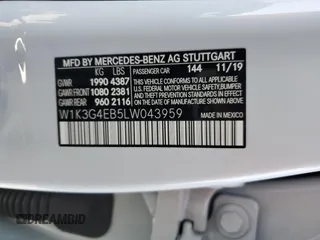 MFD BY MERCEDES-BENZ AG STUTTGART
KG LBS PASSENGER CAR 144 11/19
GVWR 1990 4387 THIS VEHICLE CONFORMS TO ALL APPLICABLE
GAWR FRONT 1080 2381 U.S. FEDERAL MOTOR VEHICLE SAFETY, BUMPER,
GAWR REAR 960 2116 AND THEFT PREVENTION STANDARDS IN EFFECT ON THE DATE OF MANUFACTURE SHOWN ABOVE.
W1K3G4EB5LW043959 MADE IN MEXICO
DREAMBID